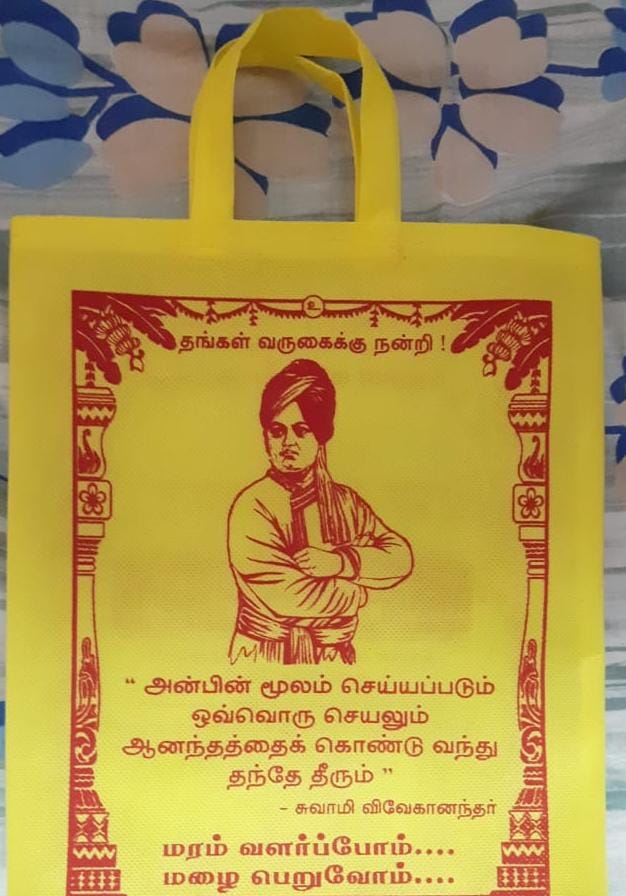 உ
தங்கள் வருகைக்கு நன்றி !
“ அன்பின் மூலம் செய்யப்படும்
ஒவ்வொரு செயலும்
ஆனந்தத்தைக் கொண்டு வந்து
தந்தே தீரும் ”
- சுவாமி விவேகானந்தர்
மரம் வளர்ப்போம்....
மழை பெறுவோம்....